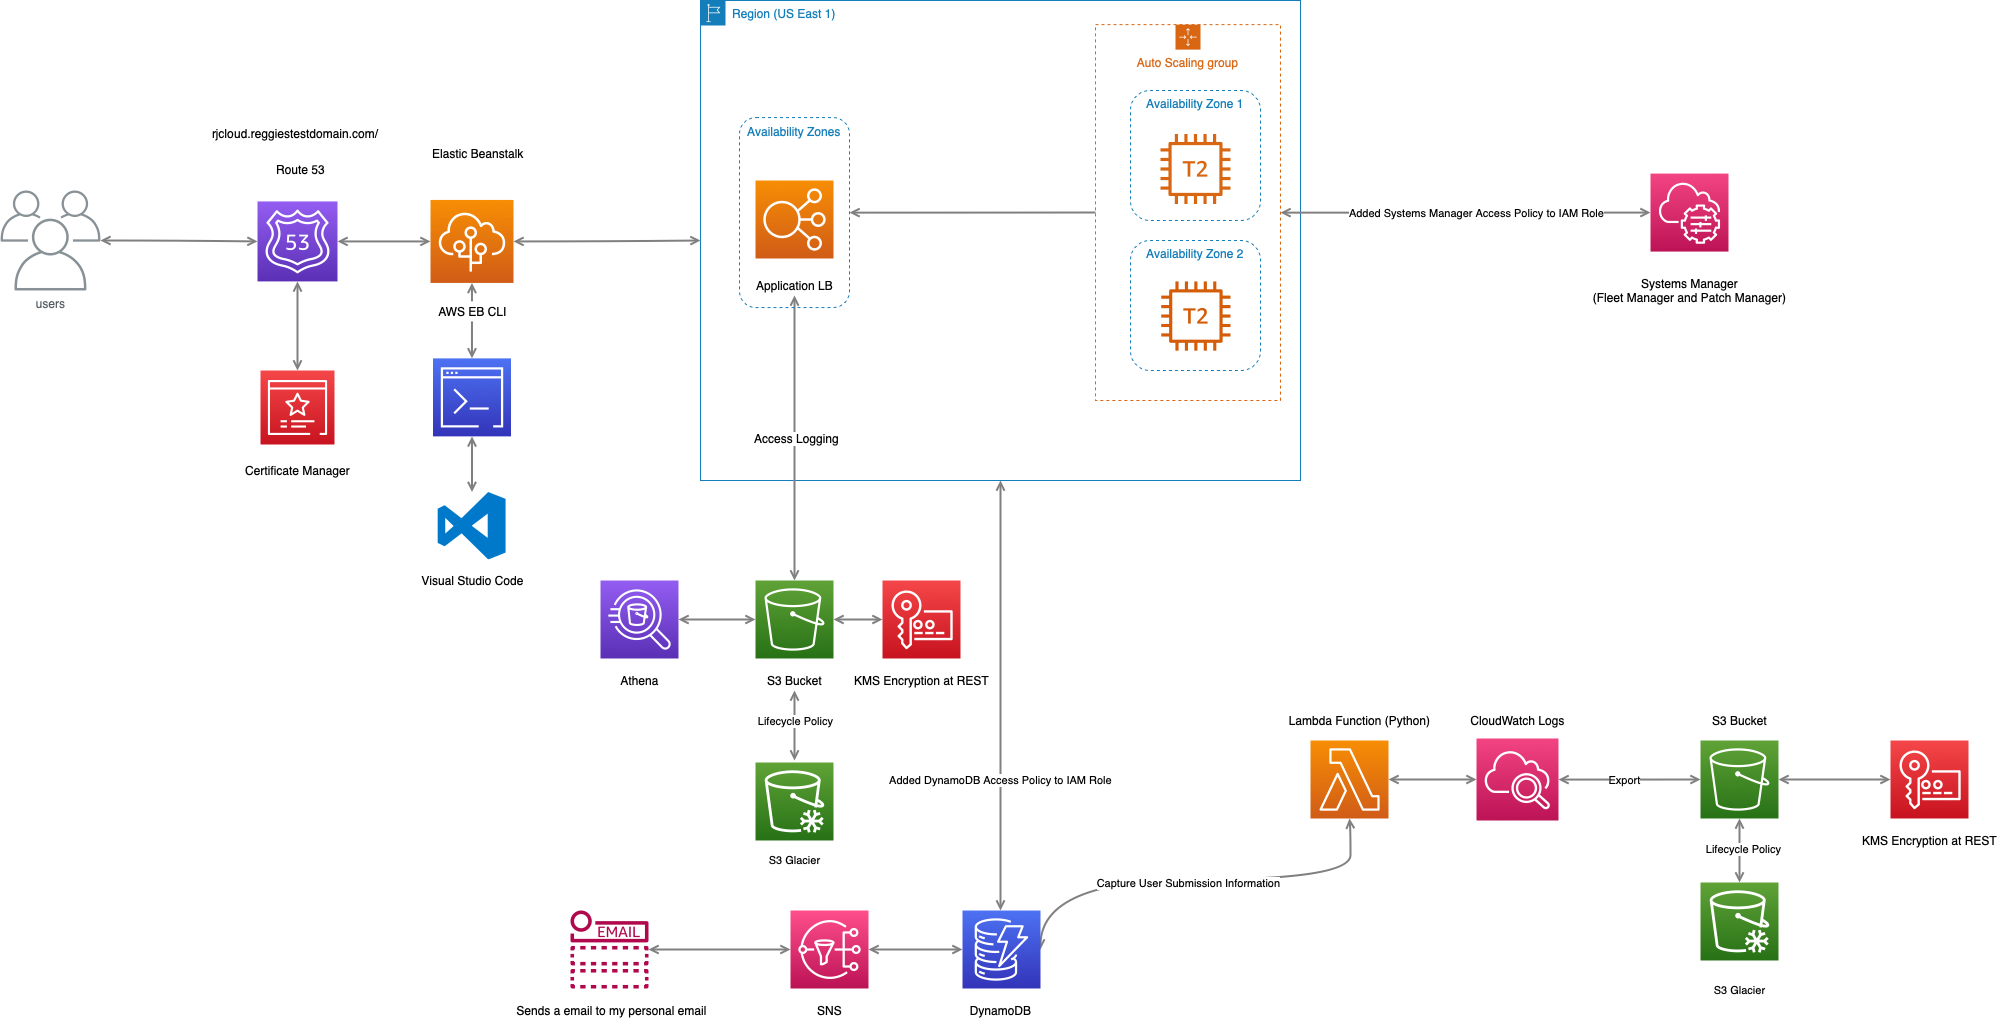 Region (US East 1)
Auto Scaling group
Availability Zone 1
T2
Availability Zones
rjcloud.reggiestestdomain.com/
Route 53
Elastic Beanstalk
53
Application LB
Availability Zone 2
T2
Added Systems Manager Access Policy to IAM Role
Systems Manager
(Fleet Manager and Patch Manager)
users
AWS EB CLI
Certificate Manager
Visual Studio Code
Access Logging
Athena
S3 Bucket
KMS Encryption at REST
Lifecycle Policy
S3 Glacier
Added DynamoDB Access Policy to IAM Role
Lambda Function (Python)
CloudWatch Logs
S3 Bucket
Export
KMS Encryption at REST
Lifecycle Policy
S3 Glacier
Capture User Submission Information
EMAIL
Sends a email to my personal email
SNS
DynamoDB